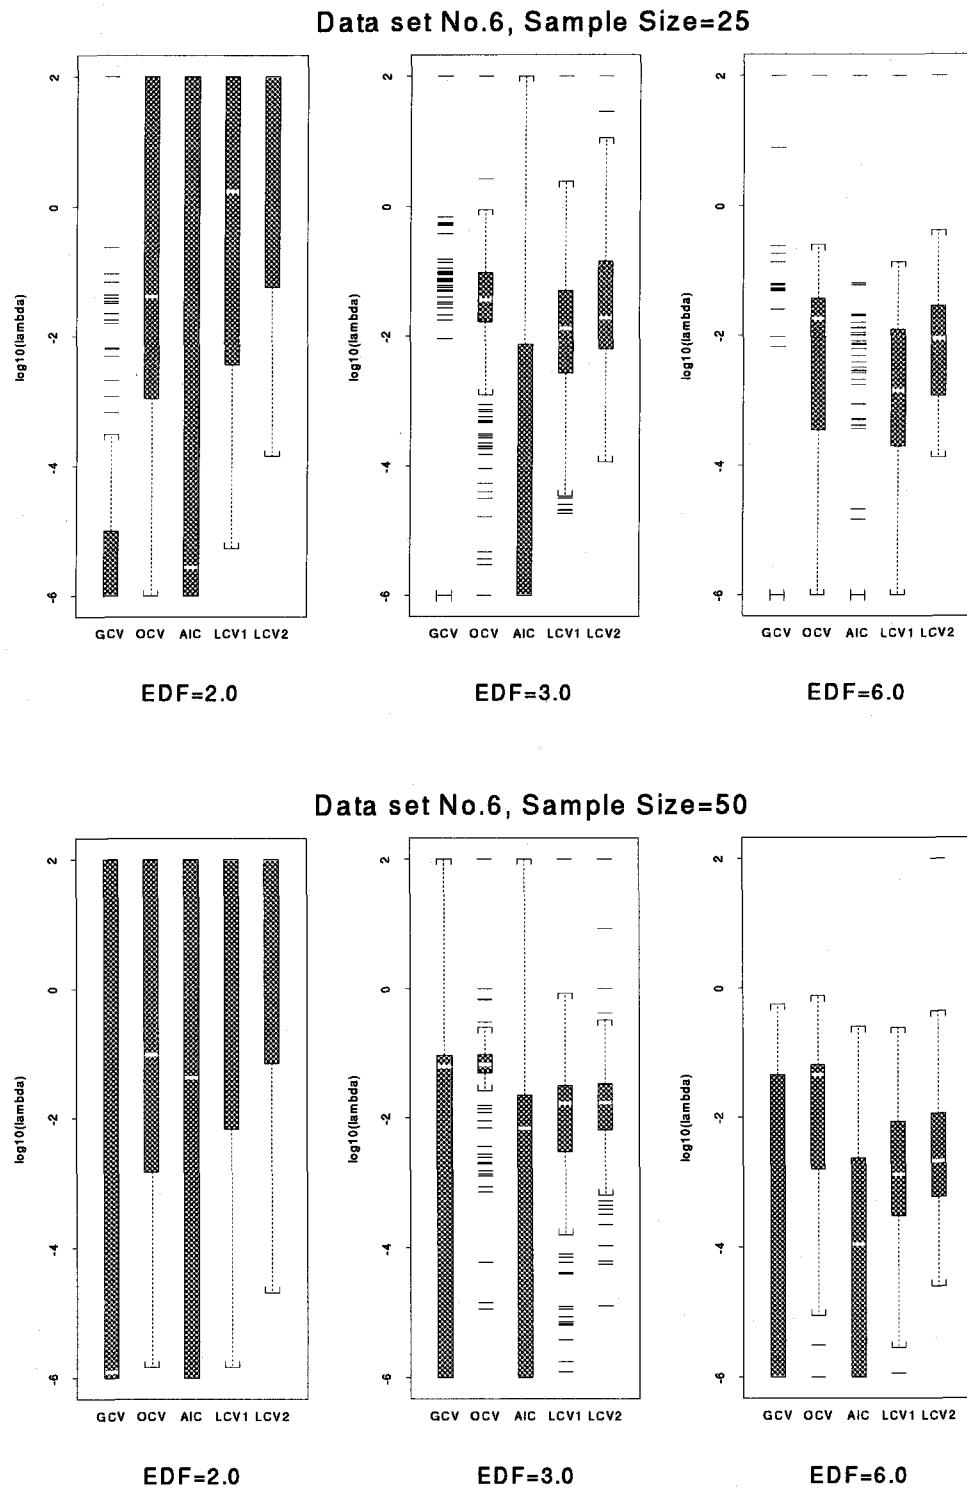 Data set No.6, Sample Size=25
log10(lambda)
2
0
-2
-4
-6
GCV OCV AIC LCV1 LCV2
EDF=2.0
log10(lambda)
2
0
-2
-4
-6
GCV OCV AIC LCV1 LCV2
EDF=3.0
log10(lambda)
2
0
-2
-4
-6
GCV OCV AIC LCV1 LCV2
EDF=6.0
Data set No.6, Sample Size=50
log10(lambda)
2
0
-2
-4
-6
GCV OCV AIC LCV1 LCV2
EDF=2.0
log10(lambda)
2
0
-2
-4
-6
GCV OCV AIC LCV1 LCV2
EDF=3.0
log10(lambda)
2
0
-2
-4
-6
GCV OCV AIC LCV1 LCV2
EDF=6.0